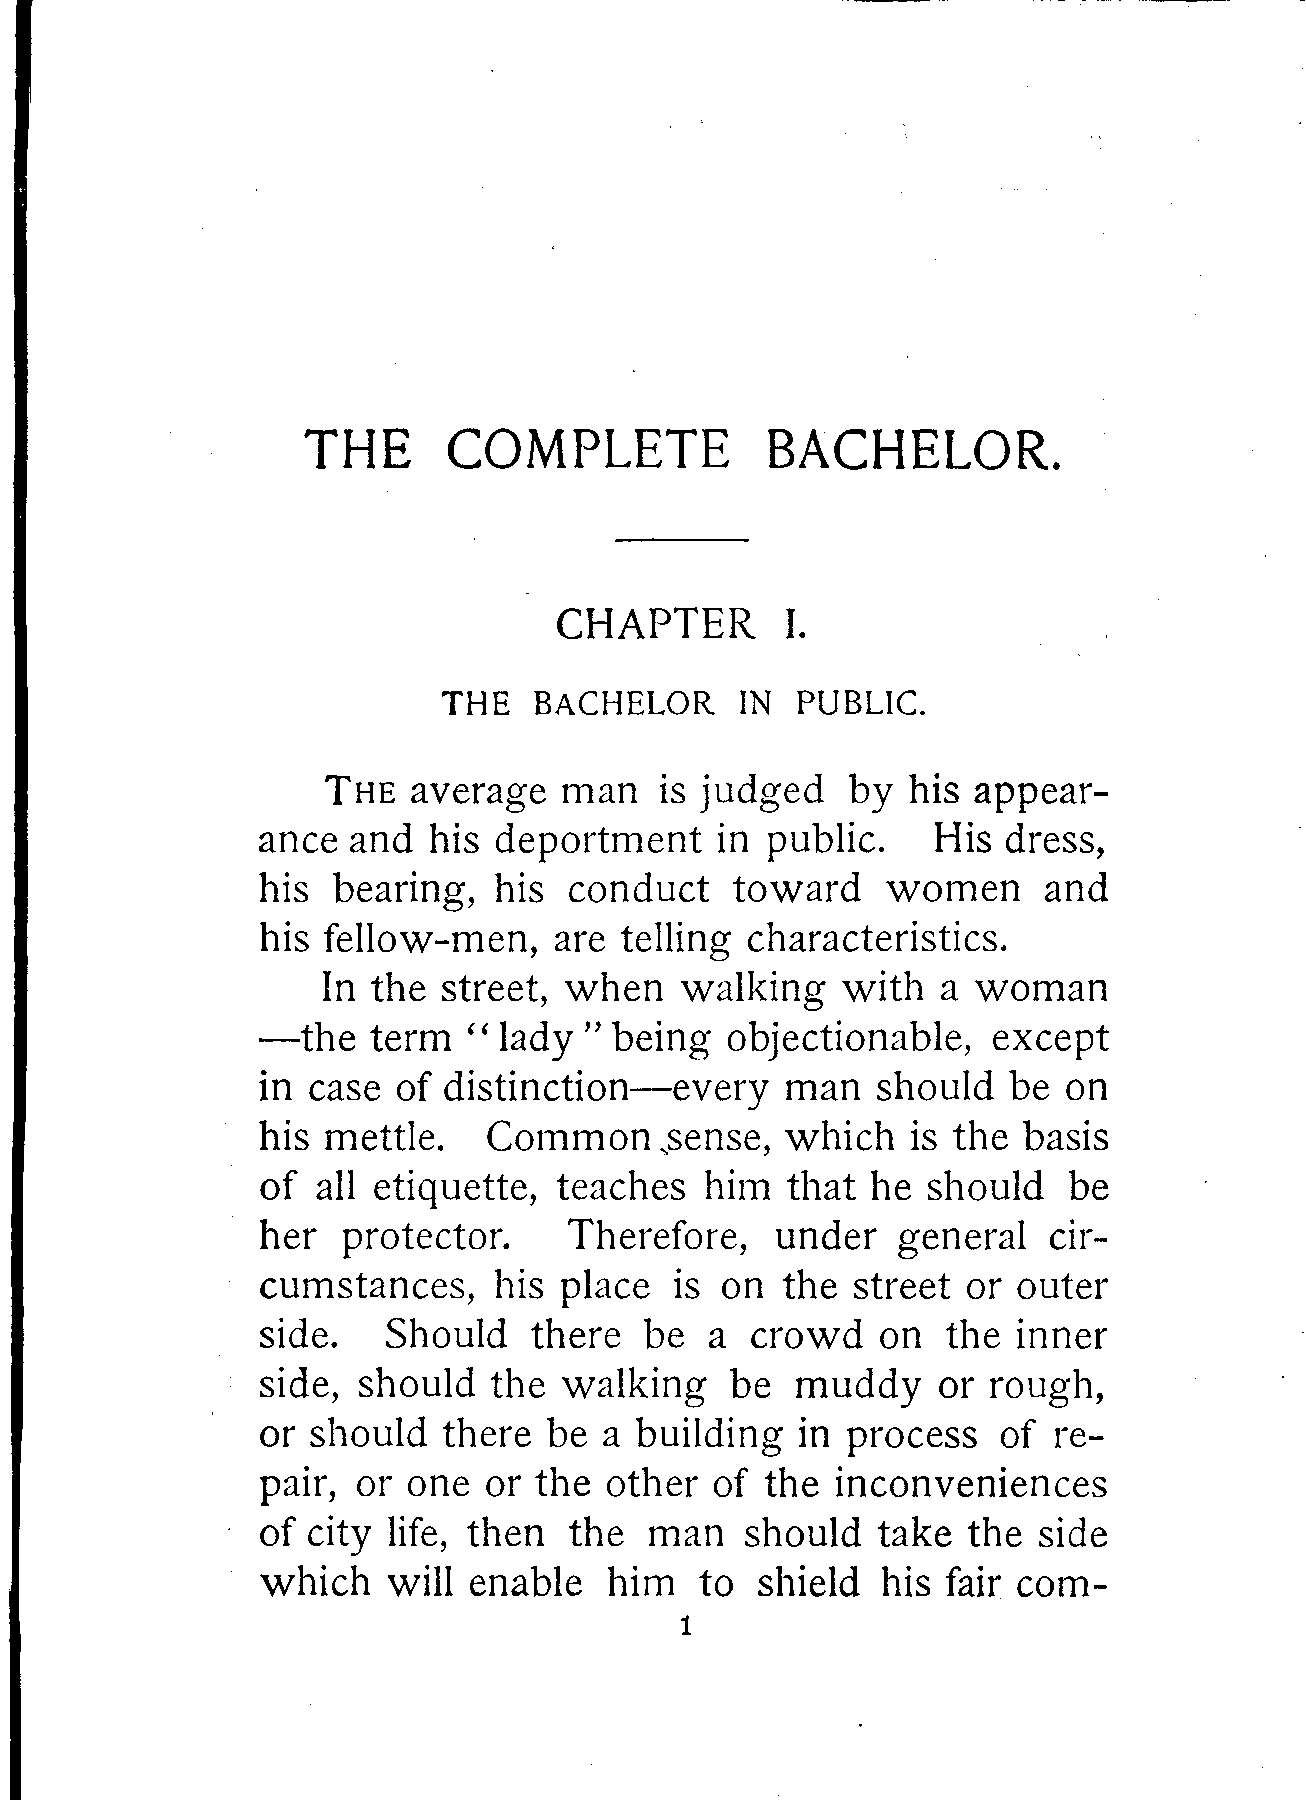 THE COMPLETE BACHELOR.
CHAPTER I.
THE BACHELOR IN PUBLIC.
THE average man is judged by his appear-
ance and his deportment in public. His dress,
his bearing, his conduct toward women and
his fellow-men, are telling characteristics.
In the street, when walking with a woman
—the term “lady” being objectionable, except
in case of distinction—every man should be on
his mettle. Common sense, which is the basis
of all etiquette, teaches him that he should be
her protector. Therefore, under general cir-
cumstances, his place is on the street or outer
side. Should there be a crowd on the inner
side, should the walking be muddy or rough,
or should there be a building in process of re-
pair, or one or the other of the inconveniences
of city life, then the man should take the side
which will enable him to shield his fair com-
1